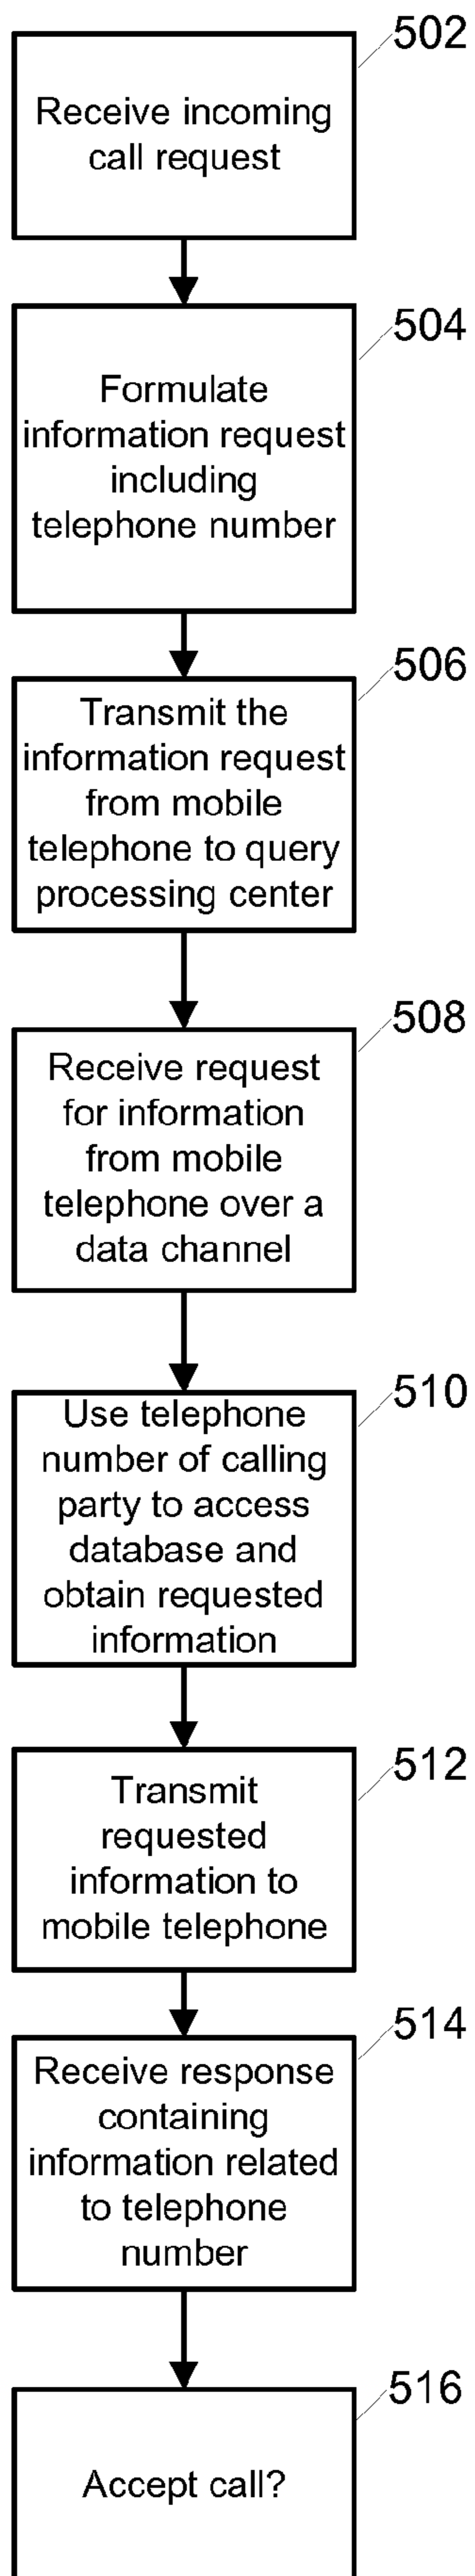 502
Receive incoming
call request
504
Formulate
information request
including
telephone number
506
Transmit the
information request
from mobile
telephone to query
processing center
508
Receive request
for information
from mobile
telephone over a
data channel
510
Use telephone
number of calling
party to access
database and
obtain requested
information
512
Transmit
requested
information to
mobile telephone
514
Receive response
containing
information related
to telephone
number
516
Accept call?